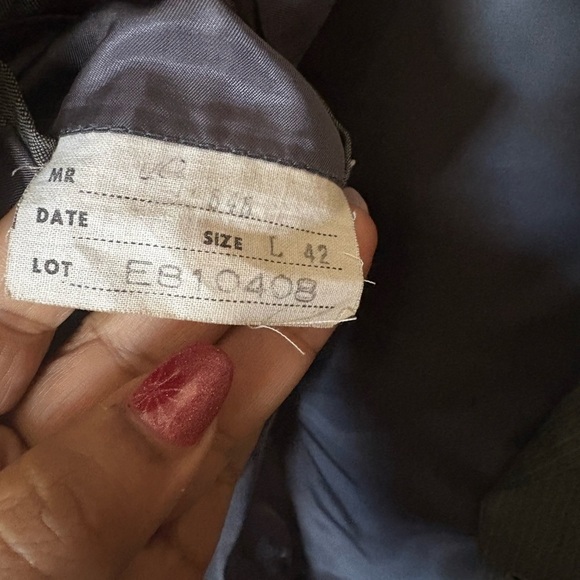 MR
DATE
SIZE L 42
LOT E810408